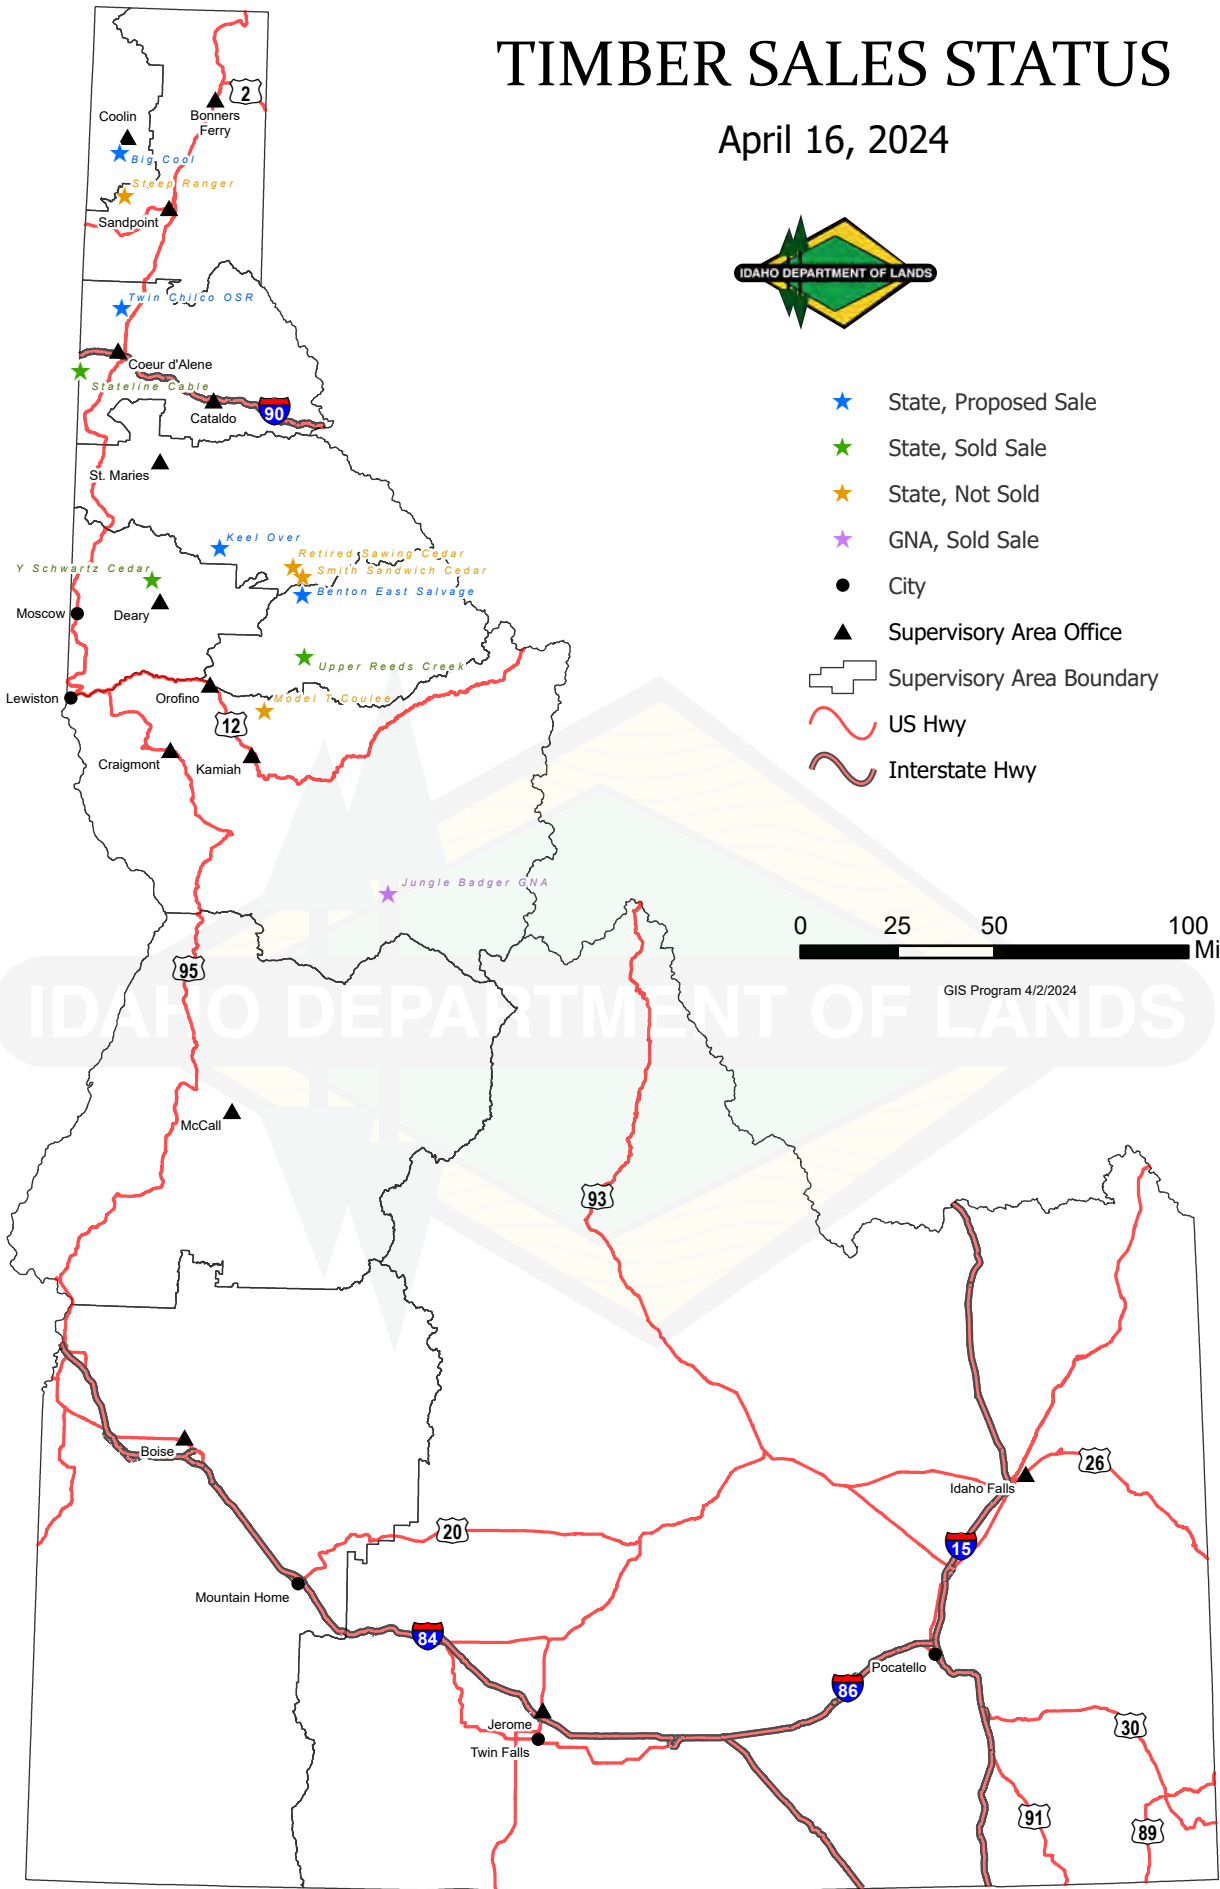 TIMBER SALES STATUS
April 16, 2024
IDAHO DEPARTMENT OF LANDS
State, Proposed Sale
State, Sold Sale
State, Not Sold
GNA, Sold Sale
City
Supervisory Area Office
Supervisory Area Boundary
US Hwy
Interstate Hwy
0 25 50 100
Mi
GIS Program 4/2/2024
2
Bonners
Ferry
Coolin
Big Cool
Steep Ranger
Sandpoint
Twin Chilco OSR
Coeur d'Alene
Stateline Cable
Cataldo
90
St. Maries
Keel Over
Retired Sawing Cedar
Smith Sandwich Cedar
Benton East Salvage
Y Schwartz Cedar
Moscow
Deary
Upper Reeds Creek
Lewiston
Orofino
Model T Coulee
12
Craigmont
Kamiah
Jungle Badger GNA
95
IDAHO DEPARTMENT OF LANDS
McCall
93
Boise
Idaho Falls
26
20
15
Mountain Home
84
Pocatello
86
Jerome
Twin Falls
30
91
89